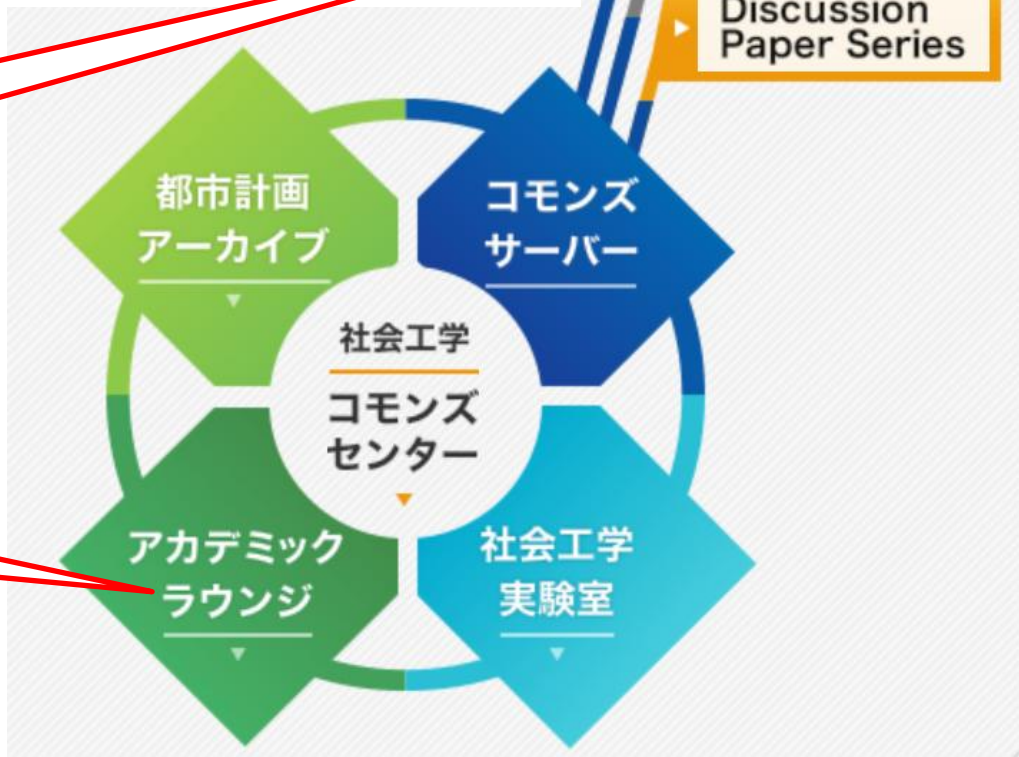 Discussion
Paper Series
都市計画
アーカイブ
コモンズ
サーバー
社会工学
コモンズ
センター
アカデミック
ラウンジ
社会工学
実験室